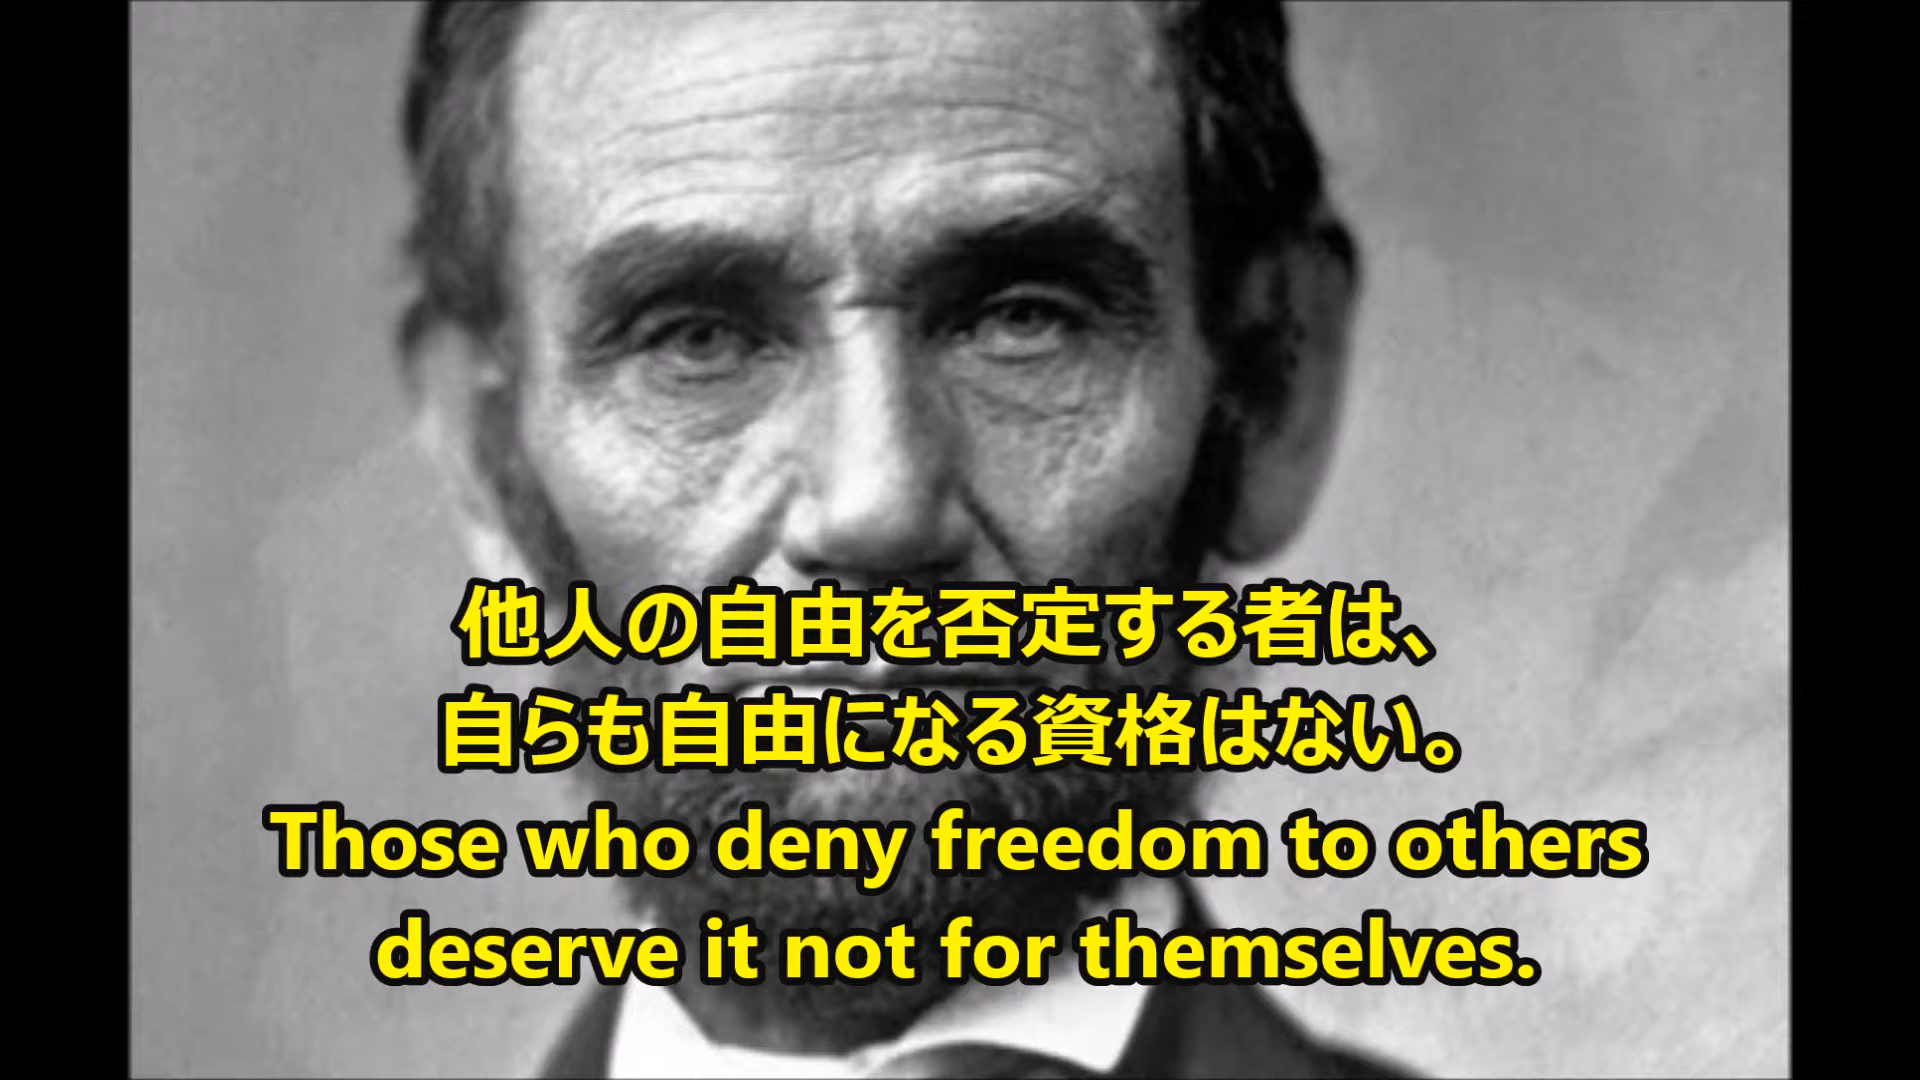 他人の自由を否定する者は、
自らも自由になる資格はない。
Those who deny freedom to others
deserve it not for themselves.